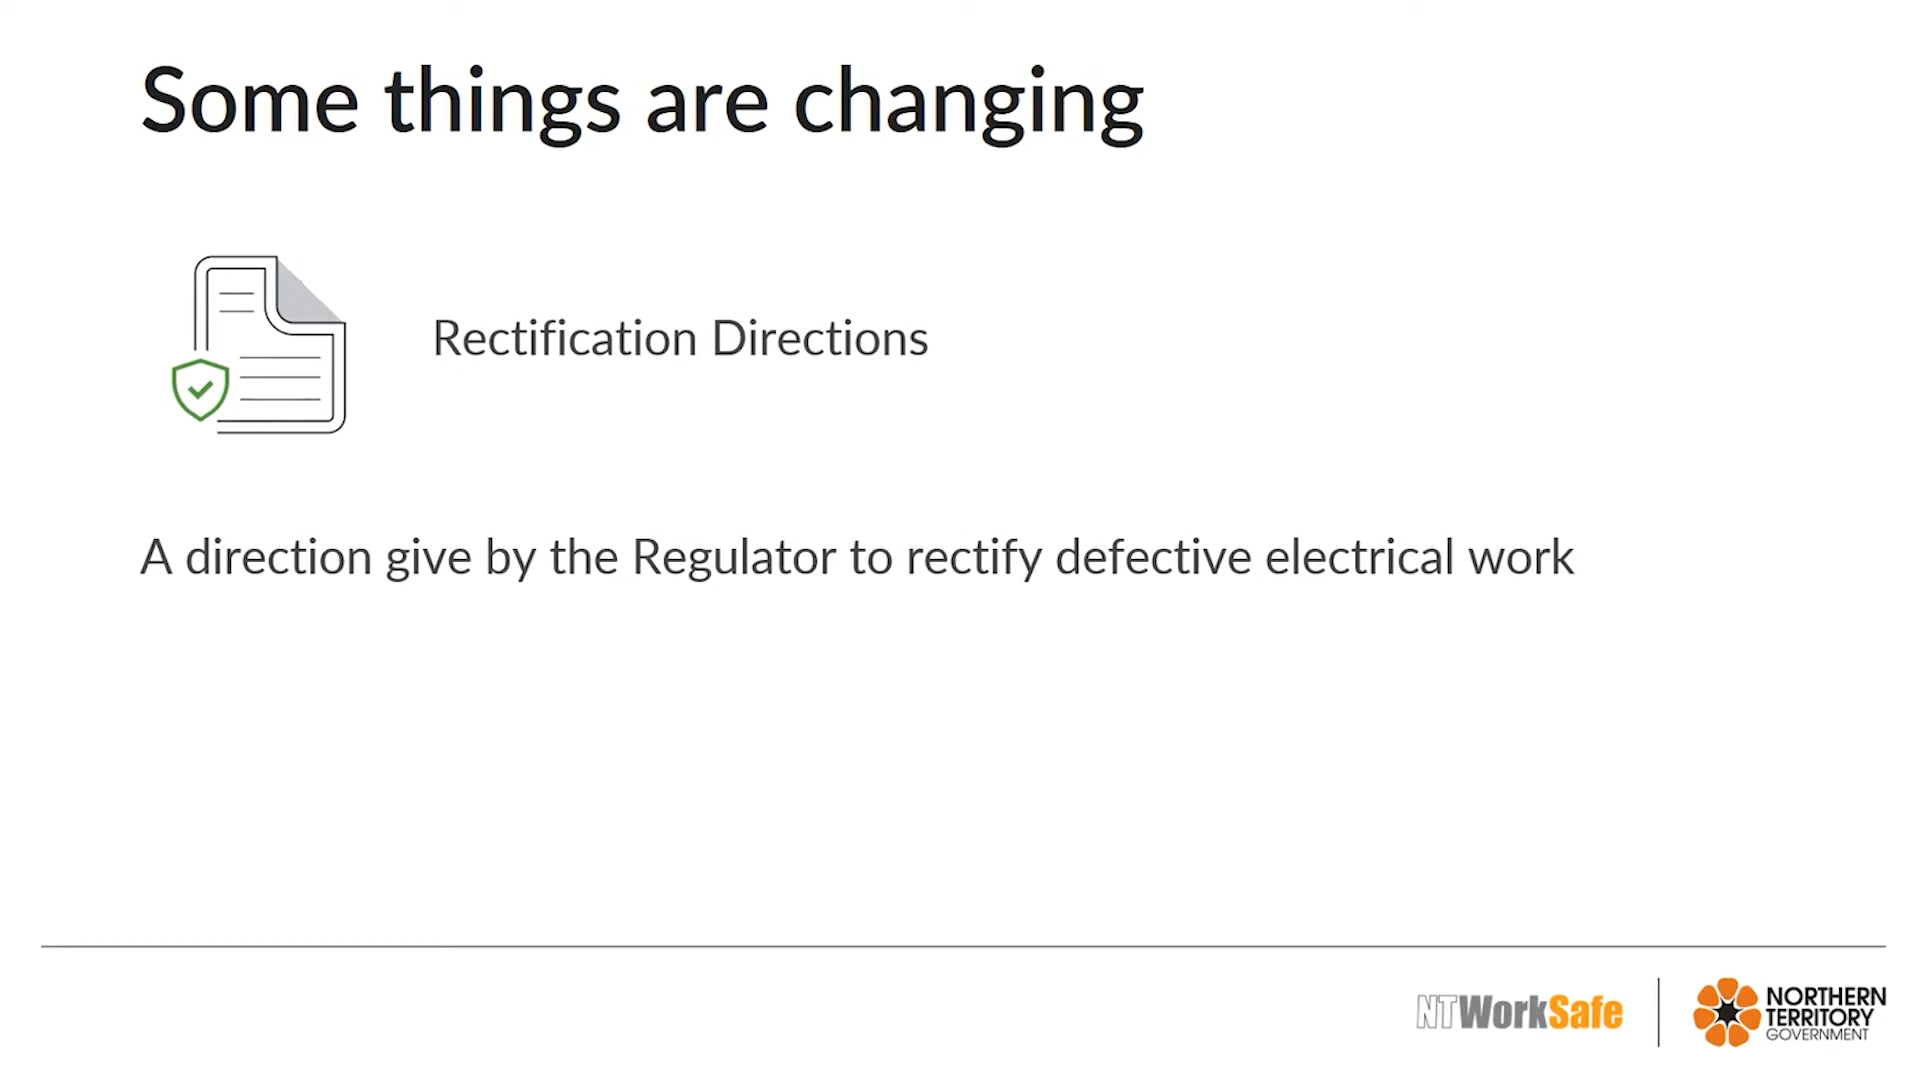 Some things are changing
Rectification Directions
A direction give by the Regulator to rectify defective electrical work
NTWorkSafe
NORTHERN
TERRITORY
GOVERNMENT